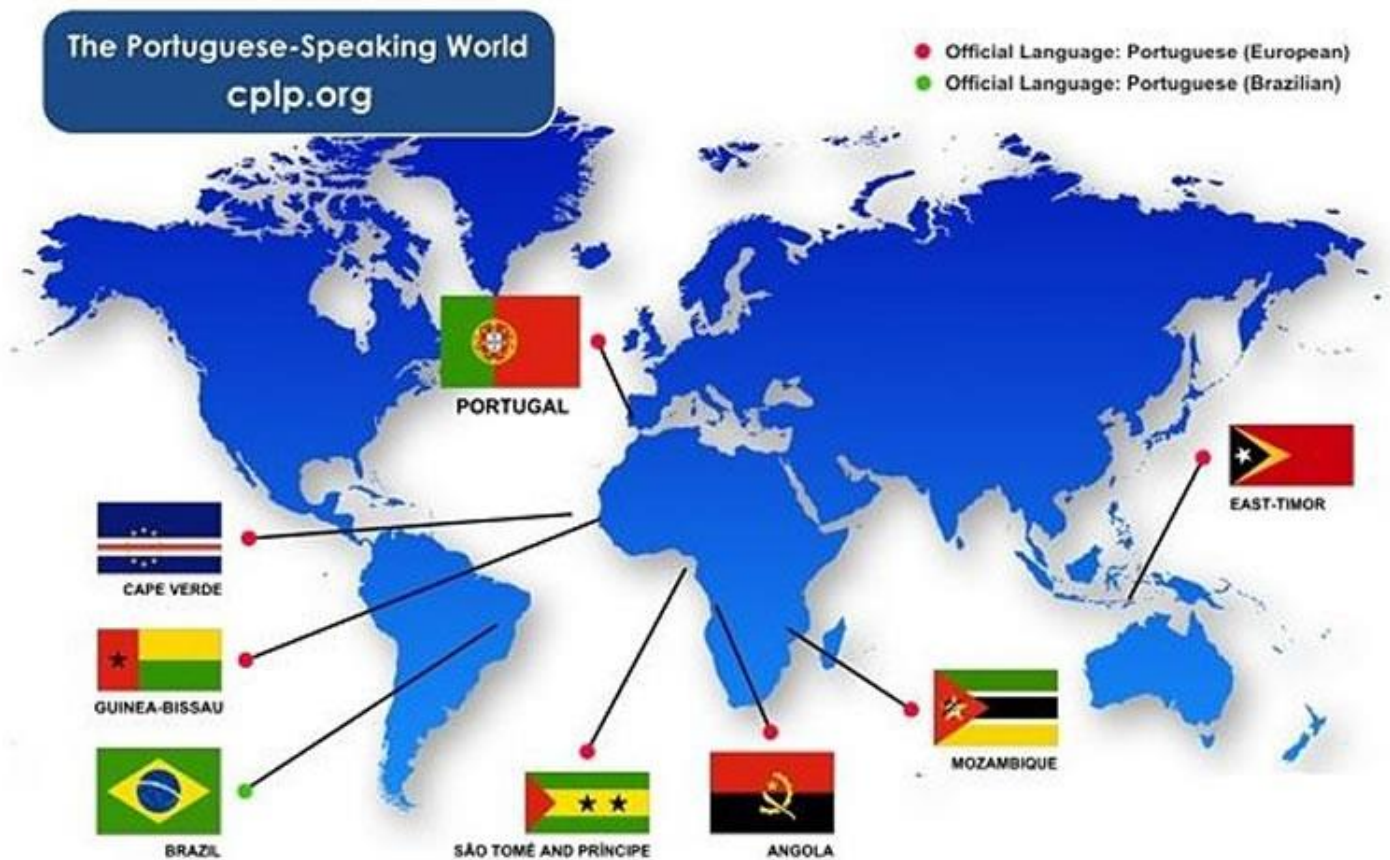 The Portuguese-Speaking World
cplp.org
Official Language: Portuguese (European)
Official Language: Portuguese (Brazilian)
PORTUGAL
EAST-TIMOR
CAPE VERDE
GUINEA-BISSAU
MOZAMBIQUE
BRAZIL
SÃO TOMÉ AND PRÍNCIPE
ANGOLA